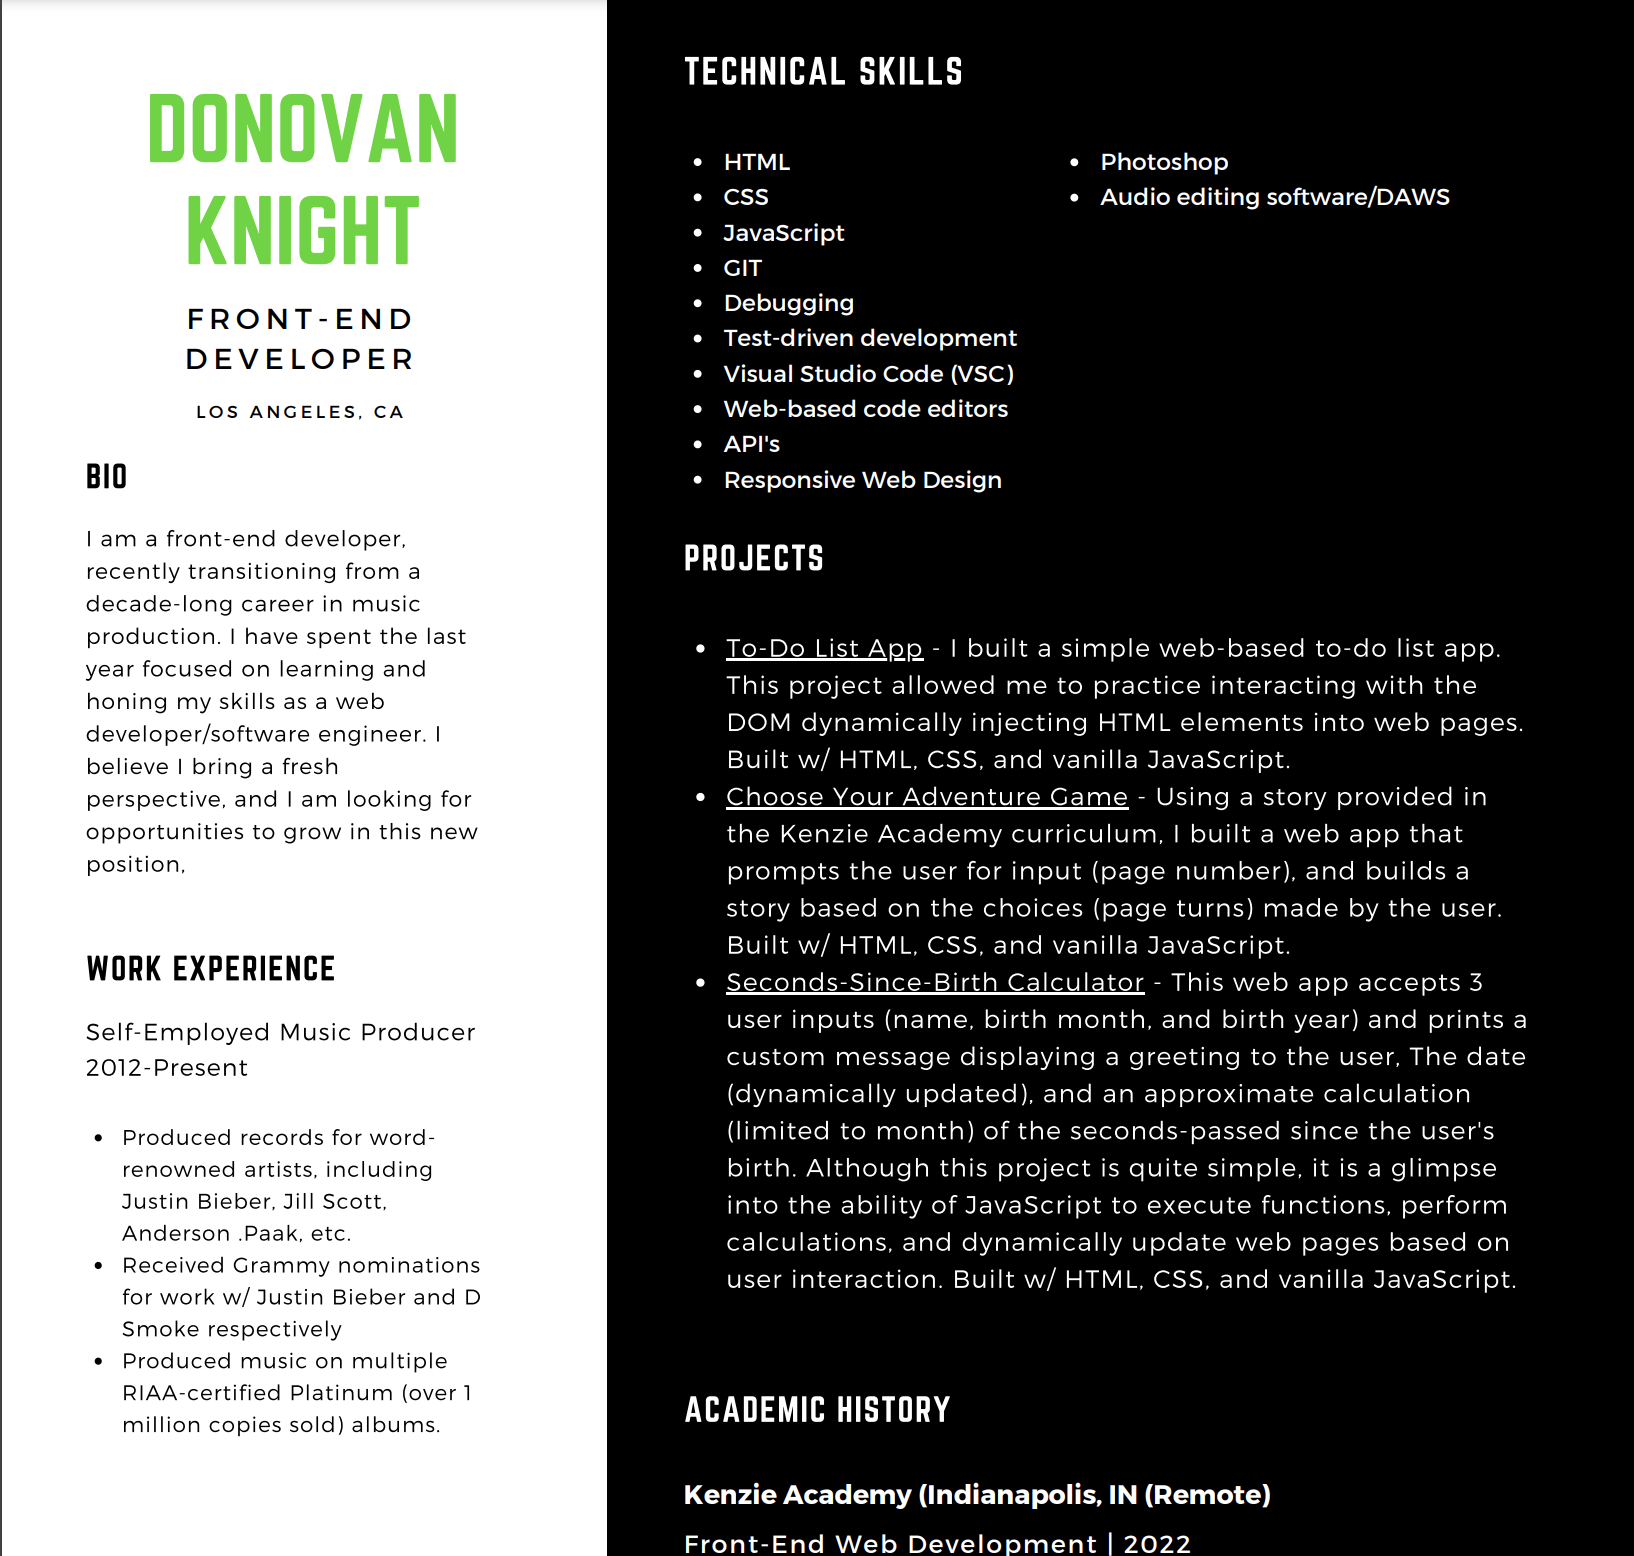 DONOVAN
KNIGHT
FRONT-END
DEVELOPER
LOS ANGELES, CA
BIO
I am a front-end developer,
recently transitioning from a
decade-long career in music
production. I have spent the last
year focused on learning and
honing my skills as a web
developer/software engineer. I
believe I bring a fresh
perspective, and I am looking for
opportunities to grow in this new
position,
WORK EXPERIENCE
Self-Employed Music Producer
2012-Present
• Produced records for word-
renowned artists, including
Justin Bieber, Jill Scott,
Anderson .Paak, etc.
• Received Grammy nominations
for work w/ Justin Bieber and D
Smoke respectively
• Produced music on multiple
RIAA-certified Platinum (over 1
million copies sold) albums.
TECHNICAL SKILLS
• HTML
• CSS
• JavaScript
• GIT
• Debugging
• Test-driven development
• Visual Studio Code (VSC)
• Web-based code editors
• API's
• Responsive Web Design
• Photoshop
• Audio editing software/DAWS
PROJECTS
• To-Do List App - I built a simple web-based to-do list app.
This project allowed me to practice interacting with the
DOM dynamically injecting HTML elements into web pages.
Built w/ HTML, CSS, and vanilla JavaScript.
• Choose Your Adventure Game - Using a story provided in
the Kenzie Academy curriculum, I built a web app that
prompts the user for input (page number), and builds a
story based on the choices (page turns) made by the user.
Built w/ HTML, CSS, and vanilla JavaScript.
• Seconds-Since-Birth Calculator - This web app accepts 3
user inputs (name, birth month, and birth year) and prints a
custom message displaying a greeting to the user, The date
(dynamically updated), and an approximate calculation
(limited to month) of the seconds-passed since the user's
birth. Although this project is quite simple, it is a glimpse
into the ability of JavaScript to execute functions, perform
calculations, and dynamically update web pages based on
user interaction. Built w/ HTML, CSS, and vanilla JavaScript.
ACADEMIC HISTORY
Kenzie Academy (Indianapolis, IN (Remote)
Front-End Web Development | 2022